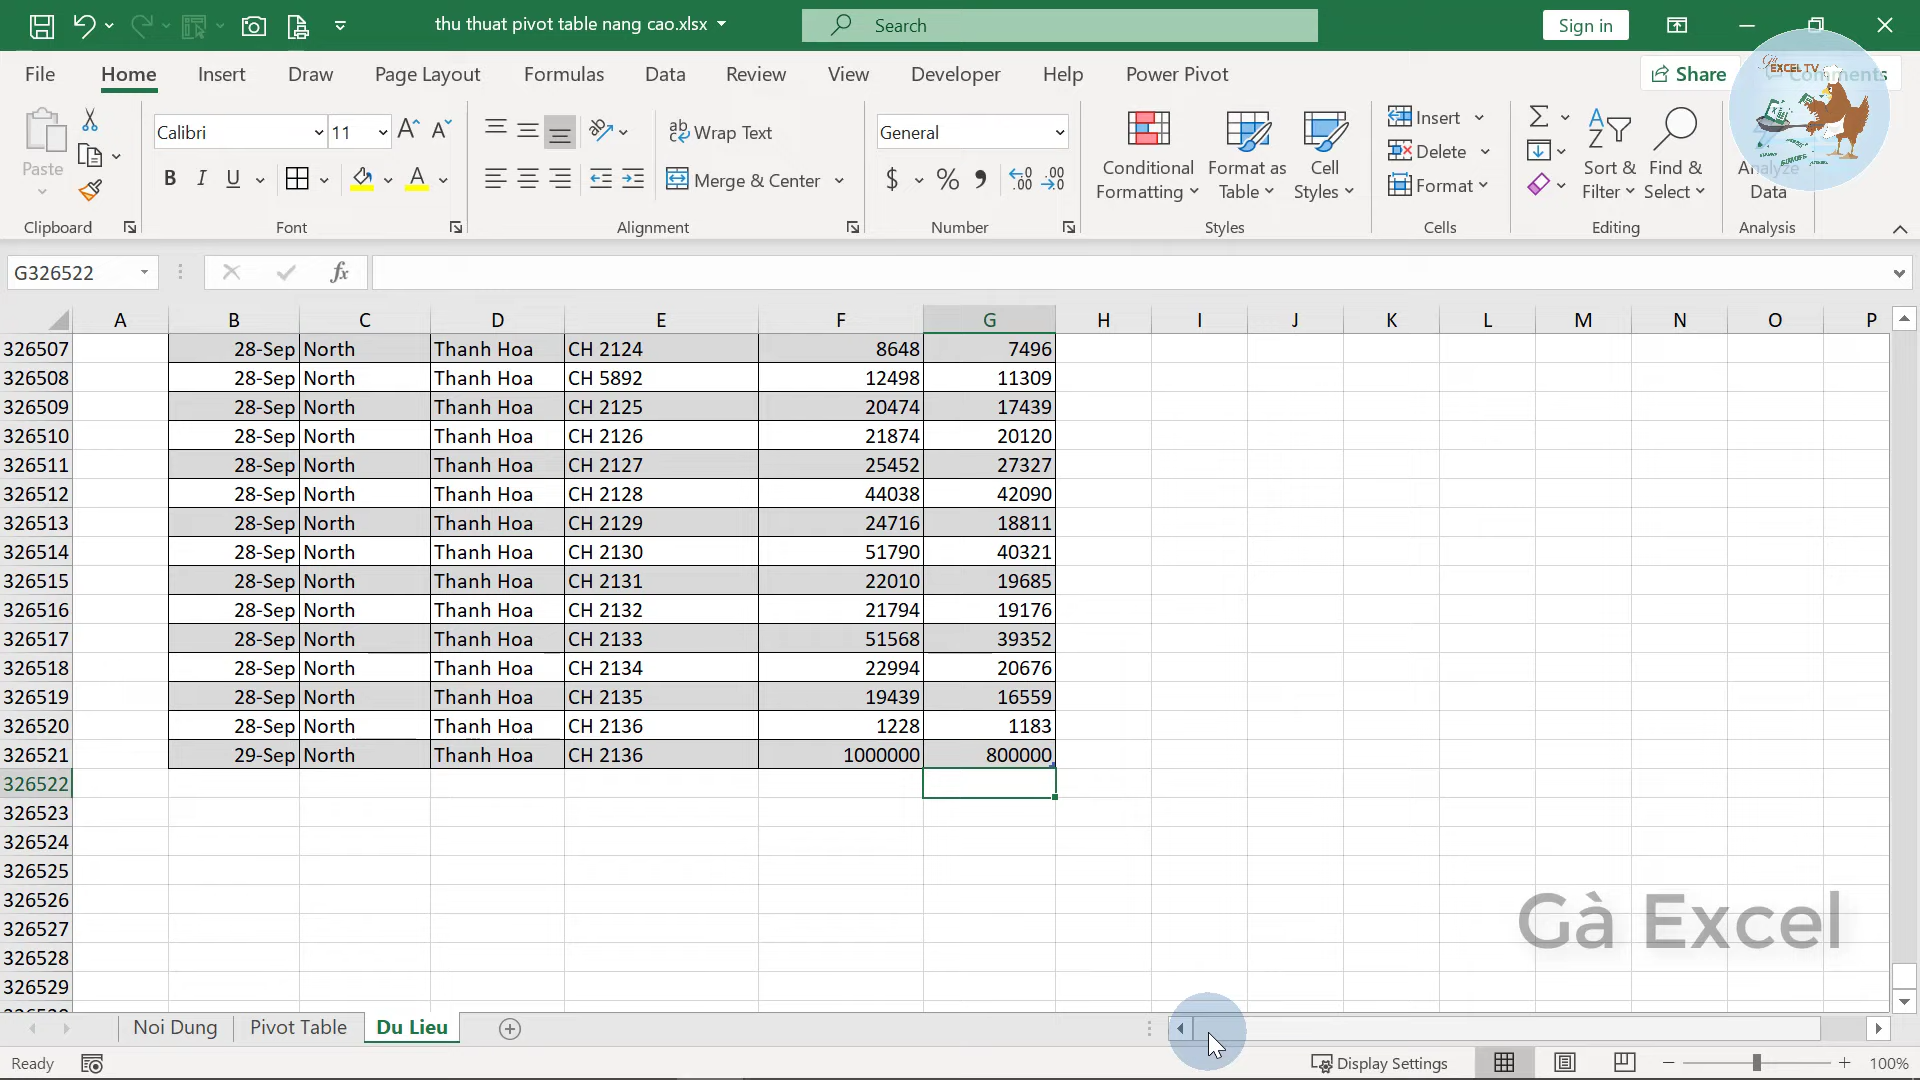 thu thuat pivot table nang cao.xlsx
Search
Sign in
File Home Insert Draw Page Layout Formulas Data Review View Developer Help Power Pivot
Share
Comments
EXCEL TV
Paste
Calibri 11
B I U
Wrap Text
Merge & Center
General
$ %
Conditional Formatting
Format as Table
Cell Styles
Insert
Delete
Format
Sort & Filter
Find & Select
Analyze Data
Clipboard Font Alignment Number Styles Cells Editing Analysis
G326522
fx
A B C D E F G H I J K L M N O P
326507 28-Sep North Thanh Hoa CH 2124 8648 7496
326508 28-Sep North Thanh Hoa CH 5892 12498 11309
326509 28-Sep North Thanh Hoa CH 2125 20474 17439
326510 28-Sep North Thanh Hoa CH 2126 21874 20120
326511 28-Sep North Thanh Hoa CH 2127 25452 27327
326512 28-Sep North Thanh Hoa CH 2128 44038 42090
326513 28-Sep North Thanh Hoa CH 2129 24716 18811
326514 28-Sep North Thanh Hoa CH 2130 51790 40321
326515 28-Sep North Thanh Hoa CH 2131 22010 19685
326516 28-Sep North Thanh Hoa CH 2132 21794 19176
326517 28-Sep North Thanh Hoa CH 2133 51568 39352
326518 28-Sep North Thanh Hoa CH 2134 22994 20676
326519 28-Sep North Thanh Hoa CH 2135 19439 16559
326520 28-Sep North Thanh Hoa CH 2136 1228 1183
326521 29-Sep North Thanh Hoa CH 2136 1000000 800000
326522
326523
326524
326525
326526
326527
326528
326529
Gà Excel
Noi Dung Pivot Table Du Lieu
Ready
Display Settings
100%